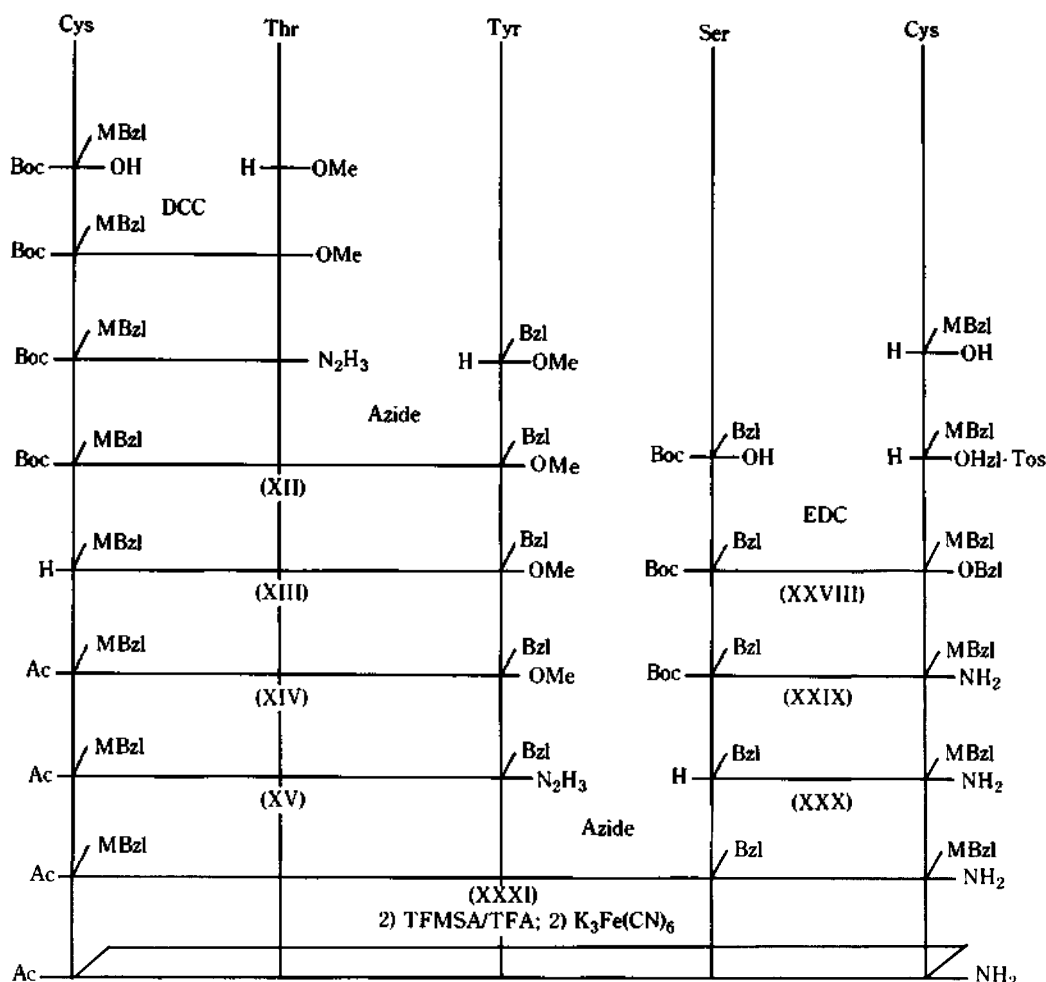 Cys Thr Tyr Ser Cys
MBzl
Boc OH H OMe
DCC
MBzl
Boc OMe
MBzl Bzl MBzl
Boc N₂H₃ H OMe H OH
Azide
MBzl Bzl Bzl MBzl
Boc OMe Boc OH H OHzl·Tos
(XII)
EDC
MBzl Bzl Bzl MBzl
H OMe Boc OBzl
(XIII) (XXVIII)
MBzl Bzl Bzl MBzl
Ac OMe Boc NH₂
(XIV) (XXIX)
MBzl Bzl Bzl MBzl
Ac N₂H₃ H NH₂
(XV) (XXX)
Azide
MBzl Bzl MBzl
Ac NH₂
(XXXI)
2) TFMSA/TFA; 2) K₃Fe(CN)₆
Ac NH₂